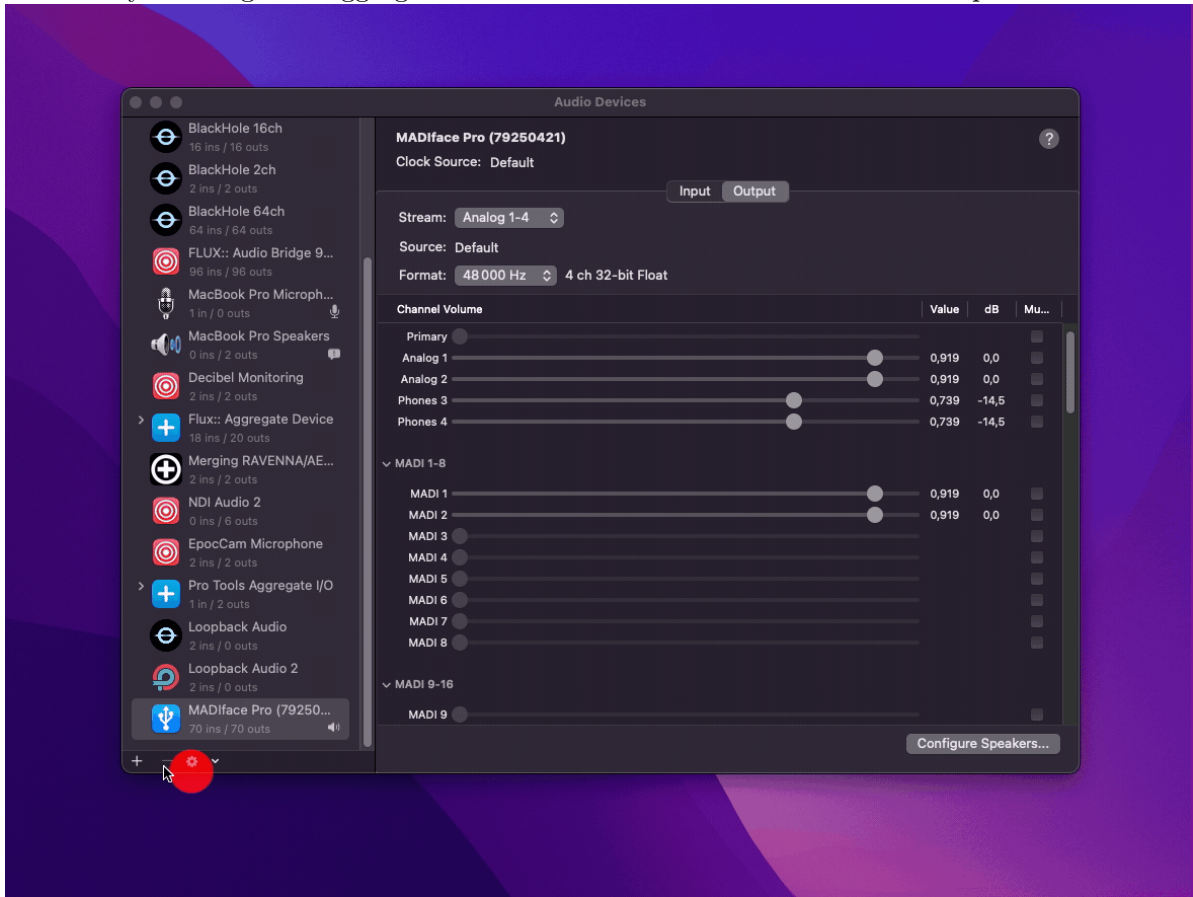 Audio Devices
BlackHole 16ch
16 ins / 16 outs
BlackHole 2ch
2 ins / 2 outs
BlackHole 64ch
64 ins / 64 outs
FLUX:: Audio Bridge 9...
96 ins / 96 outs
MacBook Pro Microph...
1 in / 0 outs
MacBook Pro Speakers
0 ins / 2 outs
Decibel Monitoring
2 ins / 2 outs
Flux:: Aggregate Device
18 ins / 20 outs
Merging RAVENNA/AE...
2 ins / 2 outs
NDI Audio 2
0 ins / 6 outs
EpocCam Microphone
2 ins / 2 outs
Pro Tools Aggregate I/O
1 in / 2 outs
Loopback Audio
2 ins / 0 outs
Loopback Audio 2
2 ins / 0 outs
MADIface Pro (79250...
70 ins / 70 outs
MADIface Pro (79250421)
?
Clock Source: Default
Input Output
Stream: Analog 1-4
Source: Default
Format: 48 000 Hz 4 ch 32-bit Float
Channel Volume Value dB Mu...
Primary
Analog 1 0,919 0,0
Analog 2 0,919 0,0
Phones 3 0,739 -14,5
Phones 4 0,739 -14,5
MADI 1-8
MADI 1 0,919 0,0
MADI 2 0,919 0,0
MADI 3
MADI 4
MADI 5
MADI 6
MADI 7
MADI 8
MADI 9-16
MADI 9
Configure Speakers...